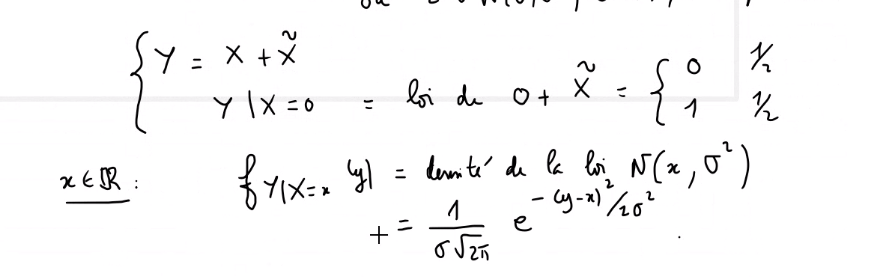 { Y = X + X̃
Y | X = 0 = loi de 0 + X̃ = { 0 1/2
1 1/2
x ∈ ℝ : f_{Y|X=x}(y) = densité de la loi N(x, σ²)
+ = 1/(σ√2π) e^{-(y-x)²/2σ²}